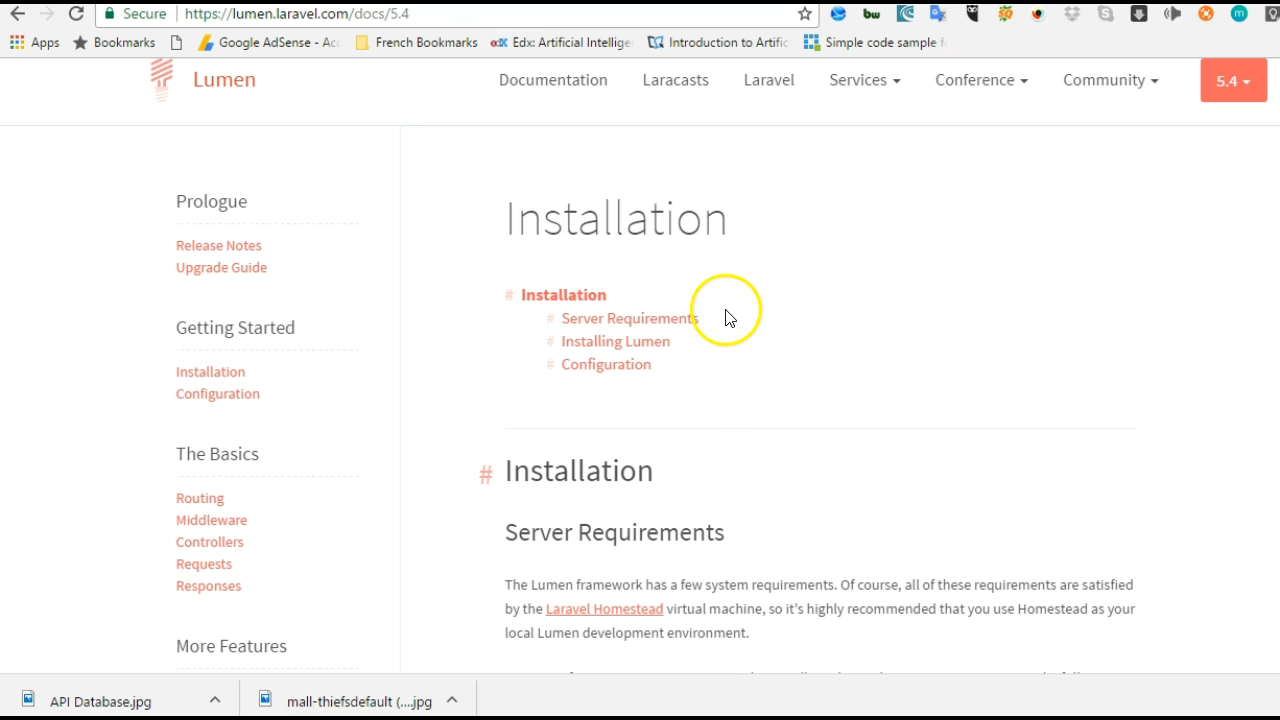 Secure https://lumen.laravel.com/docs/5.4
Apps Bookmarks Google AdSense - Acc French Bookmarks Edx: Artificial Intellige Introduction to Artific Simple code sample f
Lumen Documentation Laracasts Laravel Services Conference Community 5.4
Prologue
Release Notes
Upgrade Guide
Getting Started
Installation
Configuration
The Basics
Routing
Middleware
Controllers
Requests
Responses
More Features
Installation
# Installation
# Server Requirements
# Installing Lumen
# Configuration
# Installation
Server Requirements
The Lumen framework has a few system requirements. Of course, all of these requirements are satisfied
by the Laravel Homestead virtual machine, so it's highly recommended that you use Homestead as your
local Lumen development environment.
API Database.jpg mall-thiefsdefault (....jpg